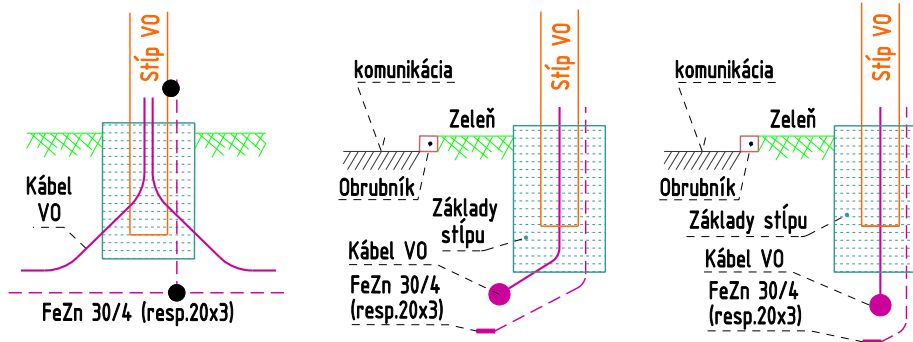 Stĺp VO
Kábel
VO
FeZn 30/4 (resp.20x3)
komunikácia
Zeleň
Stĺp VO
Obrubník
Základy
stĺpu
Kábel VO
FeZn 30/4
(resp.20x3)
komunikácia
Zeleň
Stĺp VO
Obrubník
Základy stĺpu
Kábel VO
FeZn 30/4
(resp.20x3)